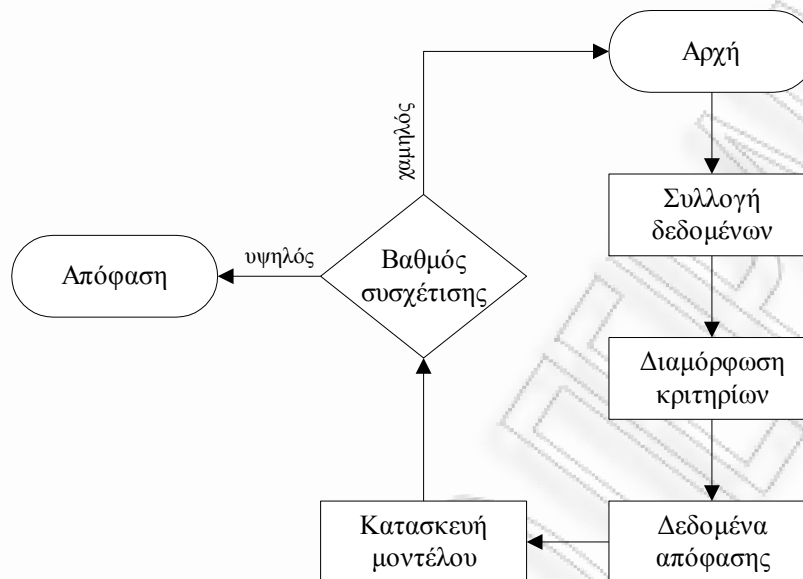 Αρχή
Συλλογή
δεδομένων
Διαμόρφωση
κριτηρίων
Δεδομένα
απόφασης
Κατασκευή
μοντέλου
Βαθμός
συσχέτισης
χαμηλός
υψηλός
Απόφαση